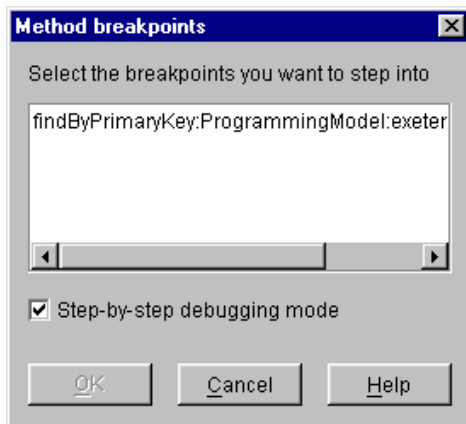 Method breakpoints
Select the breakpoints you want to step into
findByPrimaryKey:ProgrammingModel:exeter
Step-by-step debugging mode
OK Cancel Help